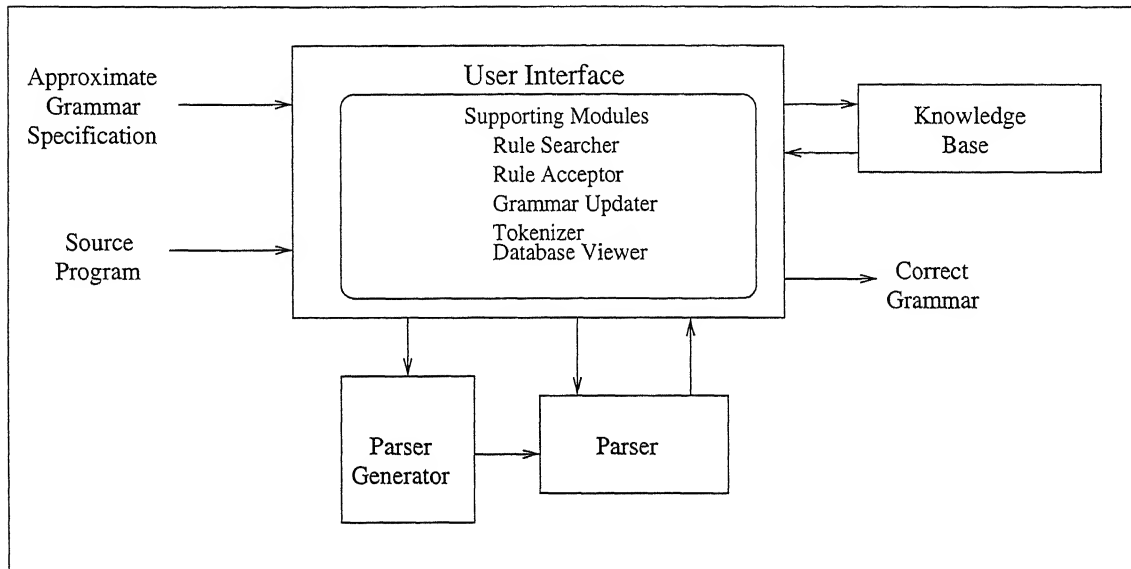 Approximate
Grammar
Specification
Source
Program
User Interface
Supporting Modules
Rule Searcher
Rule Acceptor
Grammar Updater
Tokenizer
Database Viewer
Knowledge
Base
Correct
Grammar
Parser
Generator
Parser